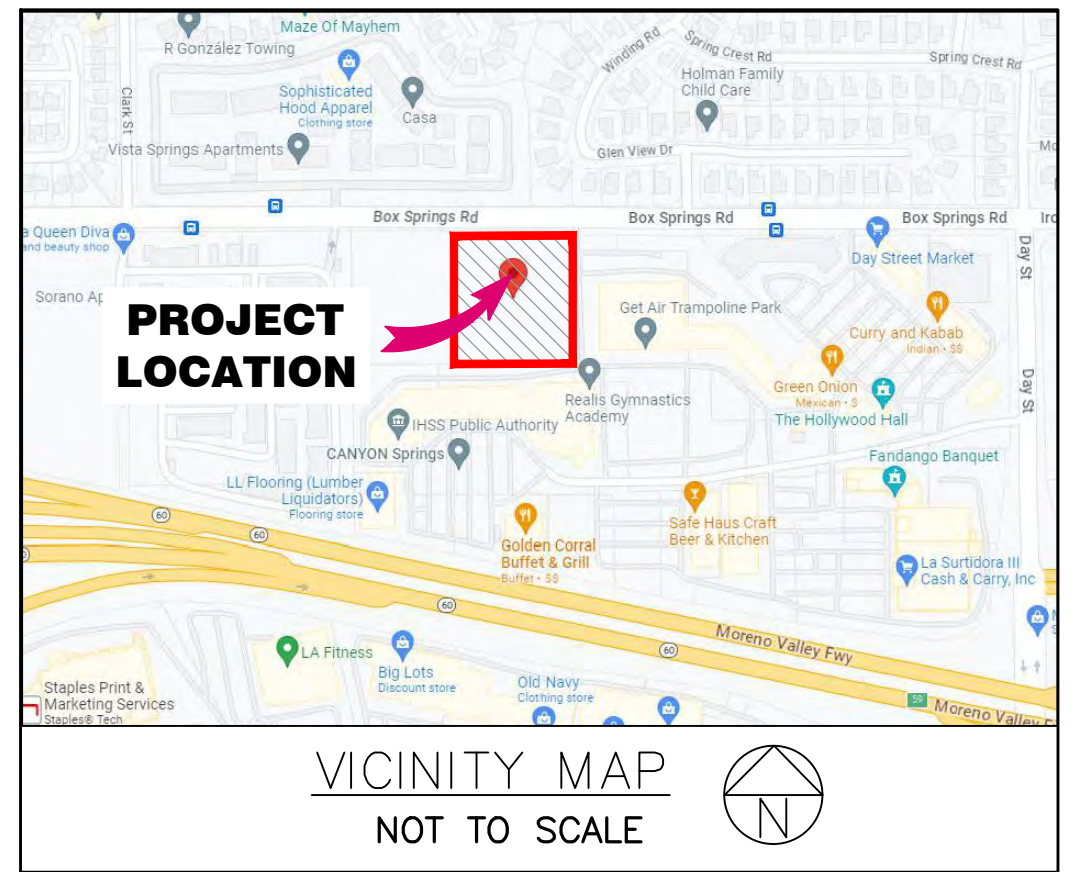 Maze Of Mayhem
R González Towing
Winding Rd
Spring Crest Rd
Spring Crest Rd
Holman Family
Child Care
Clark St
Sophisticated
Hood Apparel
Clothing store
Casa
Vista Springs Apartments
Glen View Dr
Box Springs Rd
Box Springs Rd
Box Springs Rd
a Queen Diva
and beauty shop
Day Street Market
Day St
Sorano Ap
PROJECT
LOCATION
Get Air Trampoline Park
Curry and Kabab
Indian · $$
Green Onion
Mexican · $
The Hollywood Hall
Day St
Realis Gymnastics
Academy
IHSS Public Authority
CANYON Springs
Fandango Banquet
LL Flooring (Lumber
Liquidators)
Flooring store
60
60
Golden Corral
Buffet & Grill
Buffet · $$
Safe Haus Craft
Beer & Kitchen
La Surtidora III
Cash & Carry, Inc
60
Moreno Valley Fwy
60
LA Fitness
Big Lots
Discount store
Old Navy
Clothing store
Staples Print &
Marketing Services
Staples® Tech
59
Moreno Valley F
VICINITY MAP
NOT TO SCALE
N